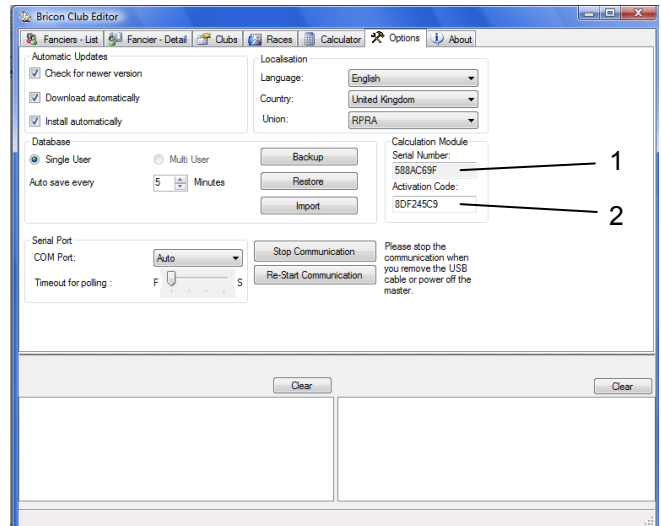 Bricon Club Editor
Fanciers - List Fancier - Detail Clubs Races Calculator Options About
Automatic Updates
Check for newer version
Download automatically
Install automatically
Localisation
Language: English
Country: United Kingdom
Union: RPRA
Database
Single User Multi User
Auto save every 5 Minutes
Backup
Restore
Import
Calculation Module
Serial Number:
588AC69F
Activation Code:
8DF245C9
1
2
Serial Port
COM Port: Auto
Timeout for polling : F S
Stop Communication
Re-Start Communication
Please stop the
communication when
you remove the USB
cable or power off the
master.
Clear
Clear